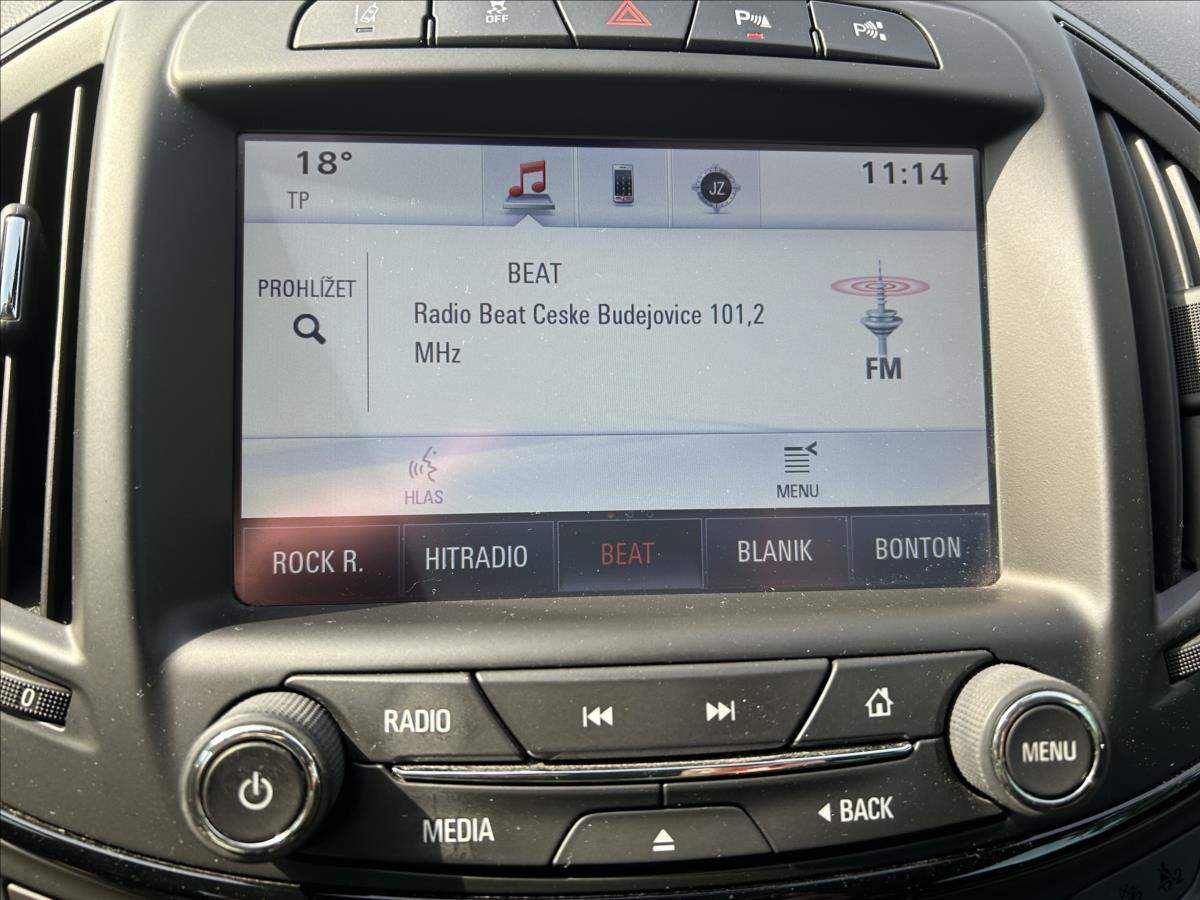 OFF
P
P
18°
TP
JZ
11:14
PROHLÍŽET
BEAT
Radio Beat Ceske Budejovice 101,2
MHz
FM
HLAS
MENU
ROCK R.
HITRADIO
BEAT
BLANIK
BONTON
0
RADIO
MENU
MEDIA
BACK